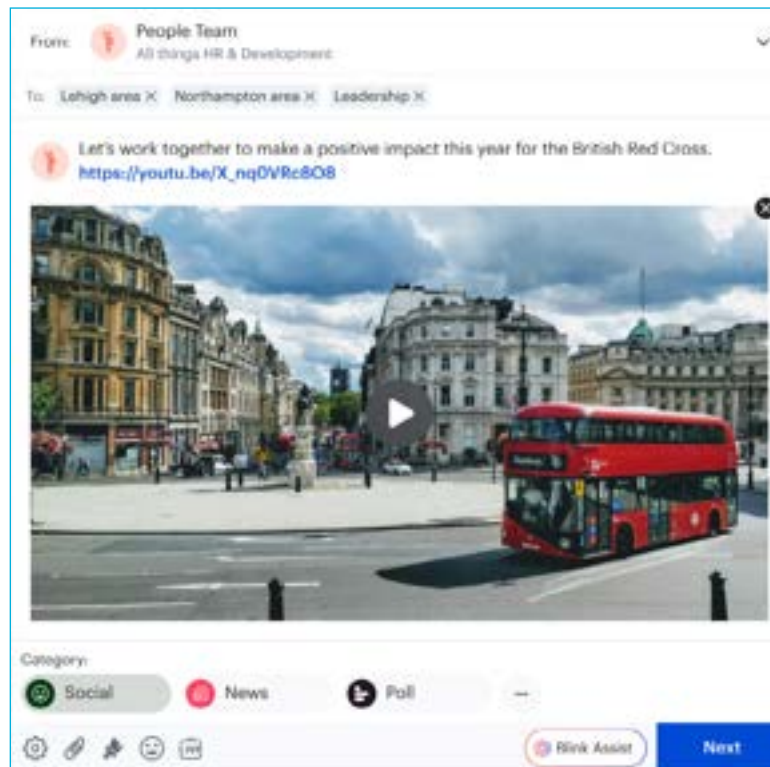 From:
People Team
All things HR & Development
To: Lehigh area × Northampton area × Leadership ×
Let's work together to make a positive impact this year for the British Red Cross.
https://youtu.be/X_nq0VRc8O8
Category:
Social
News
Poll
Blink Assist
Next